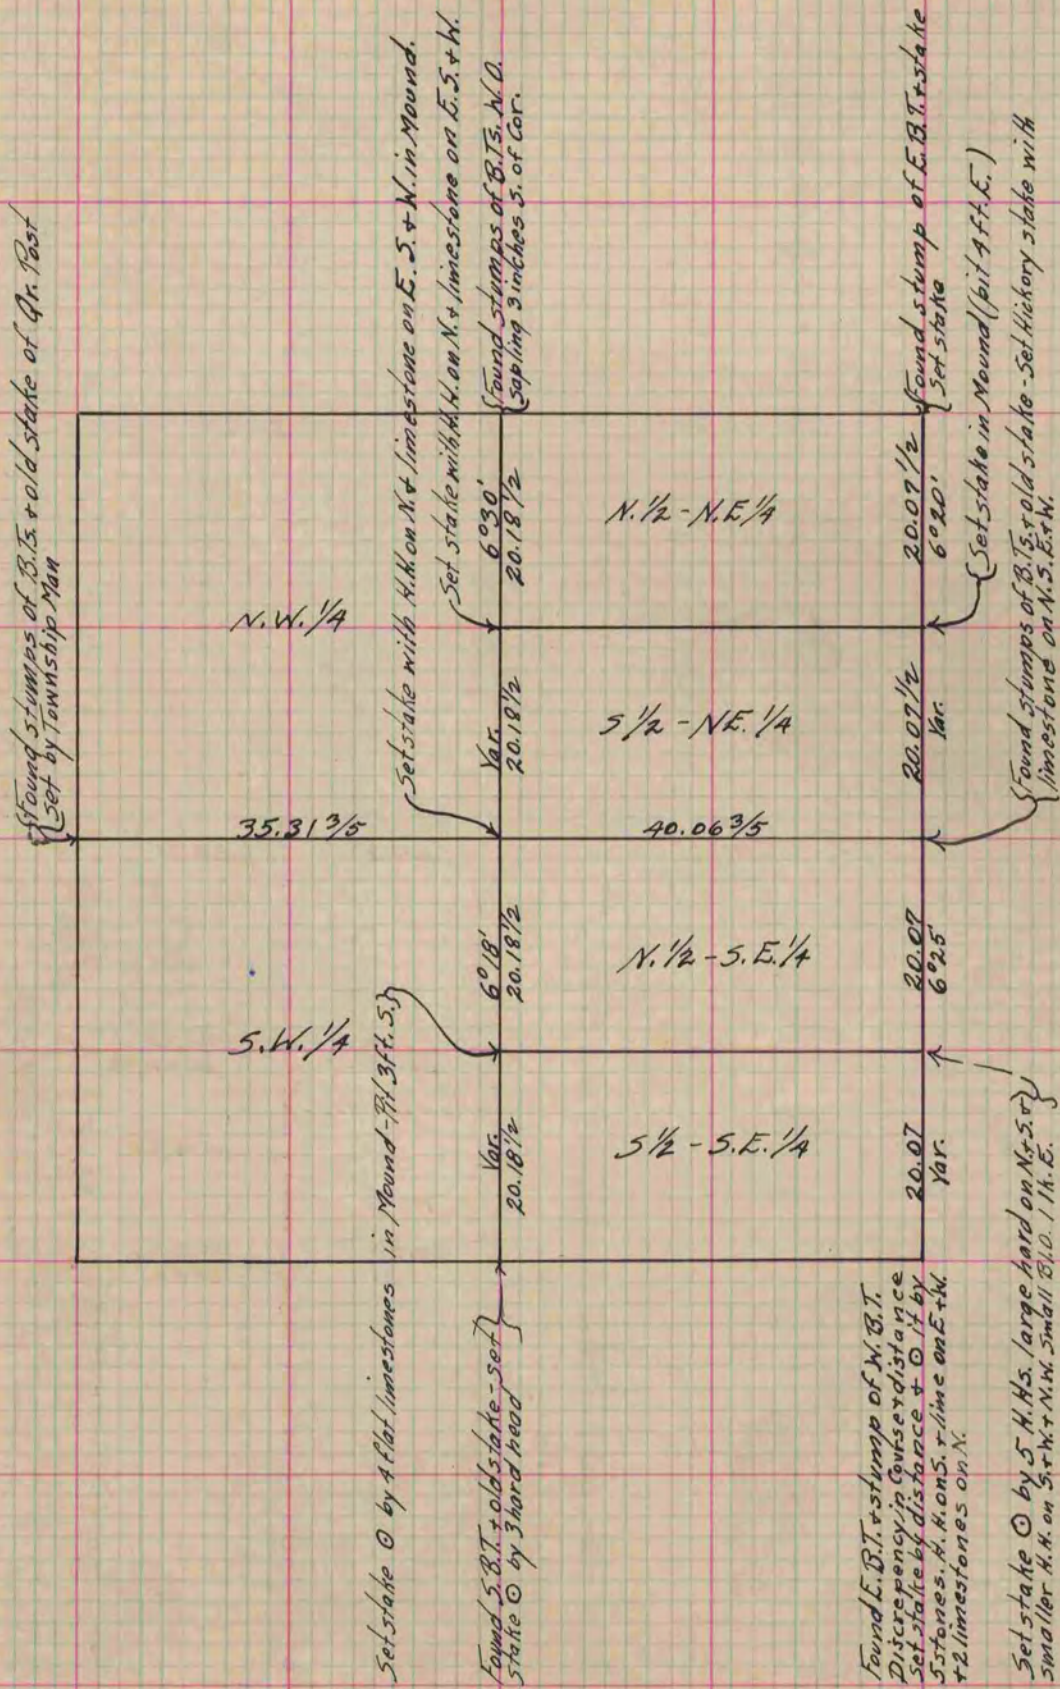 {Found stumps of B.Ts. + old stake of Qr. Post
{set by Township Man
N.W. 1/4
35.31 3/5
S.W. 1/4
Set stake with H.H. on N. + limestone on E. S. + W. in Mound.
Set stake with H.H. on N. + limestone on E. S. + W.
{Found stumps of B.Ts. W.O.
{Sapling 3 inches S. of Cor.
6°30'
20.18 1/2
Var.
20.18 1/2
6°18'
20.18 1/2
Var.
20.18 1/2
Set stake ⊙ by 4 flat limestones in Mound - Pit 3 ft. S.}
Found S.B.T. + old stake - set}
stake ⊙ by 3 hard head}
N. 1/2 - N.E. 1/4
S 1/2 - NE. 1/4
40.06 3/5
N. 1/2 - S.E. 1/4
S 1/2 - S.E. 1/4
{Found stump of E.B.T. + stake
{Set stake
20.07 1/2
6°20'
20.07 1/2
Var.
20.07
6°25'
20.07
Var.
{Set stake in Mound (pit 4 ft. E.)
{Found stumps of B.Ts. + old stake - Set Hickory stake with
{limestone on N. S. E. + W.
Found E.B.T. + stump of W.B.T.
Discrepency in Course + distance
set stake by distance + ⊙ it by
5 stones. H.H. on S. + lime on E + W.
+ 2 limestones on N.
Set stake ⊙ by 5 H.Hs. large hard on N. + S. +}
smaller H.H. on S. + W. + N.W. small 1 lk. E.}